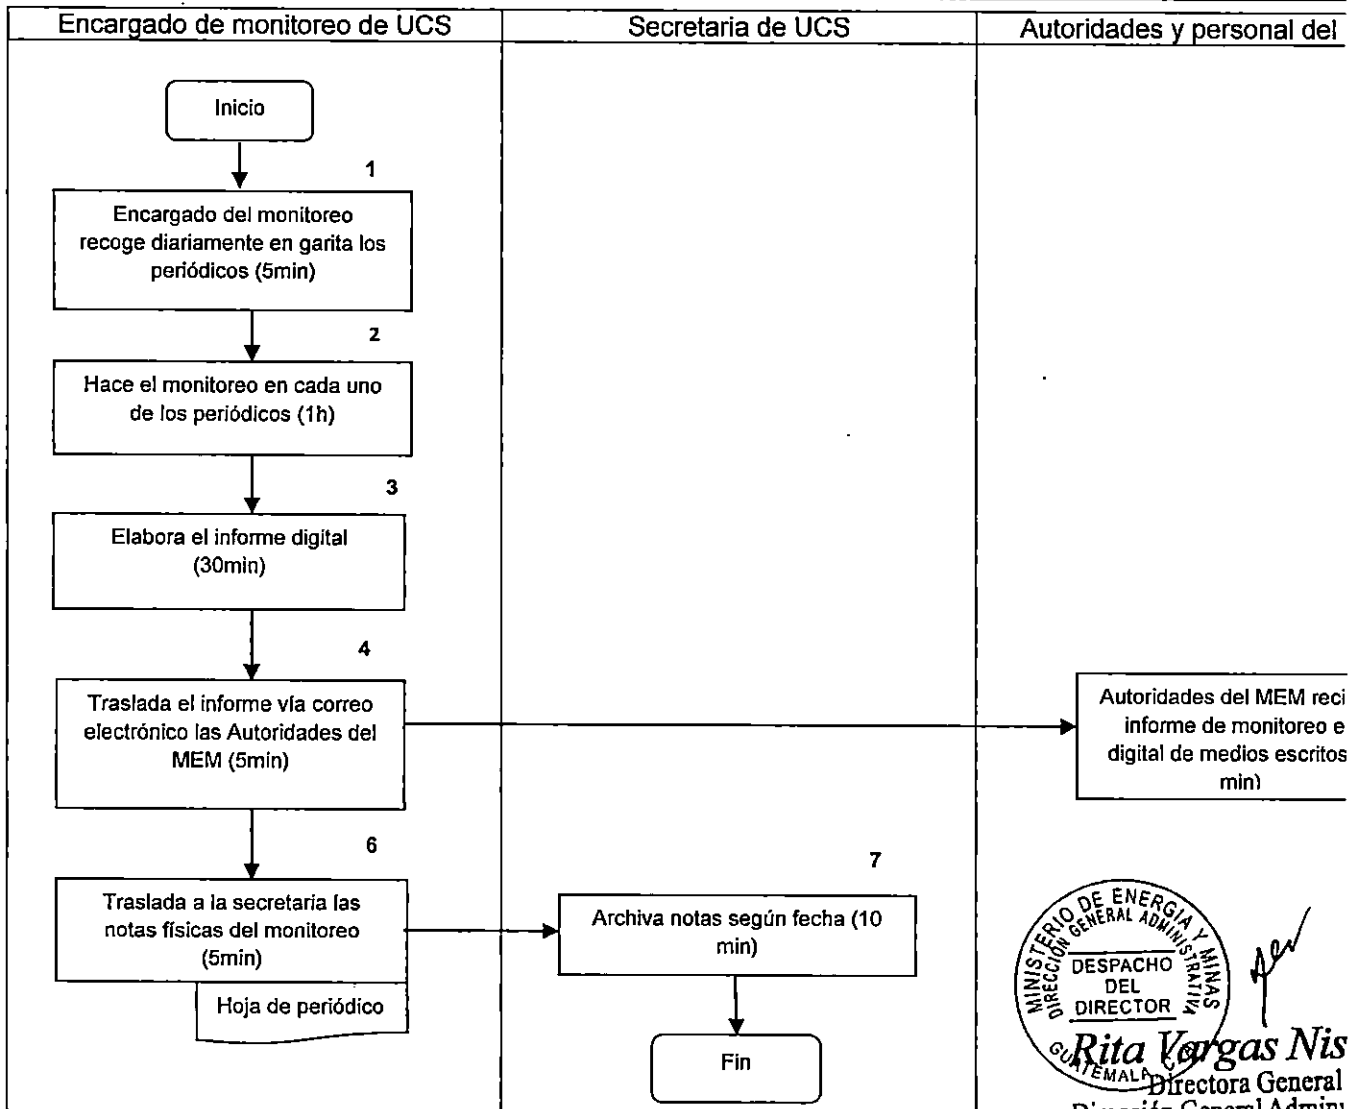 Encargado de monitoreo de UCS
Secretaria de UCS
Autoridades y personal del
Inicio
1
Encargado del monitoreo
recoge diariamente en garita los
periódicos (5min)
2
Hace el monitoreo en cada uno
de los periódicos (1h)
3
Elabora el informe digital
(30min)
4
Traslada el informe vía correo
electrónico las Autoridades del
MEM (5min)
Autoridades del MEM reci
informe de monitoreo e
digital de medios escritos
min)
6
Traslada a la secretaria las
notas físicas del monitoreo
(5min)
Hoja de periódico
7
Archiva notas según fecha (10
min)
Fin
MINISTERIO DE ENERGIA Y MINAS
DIRECCIÓN GENERAL ADMINISTRATIVA
DESPACHO
DEL
DIRECTOR
GUATEMALA, C.A.
Rita Vargas Nis
Directora General
Dirección General Admin